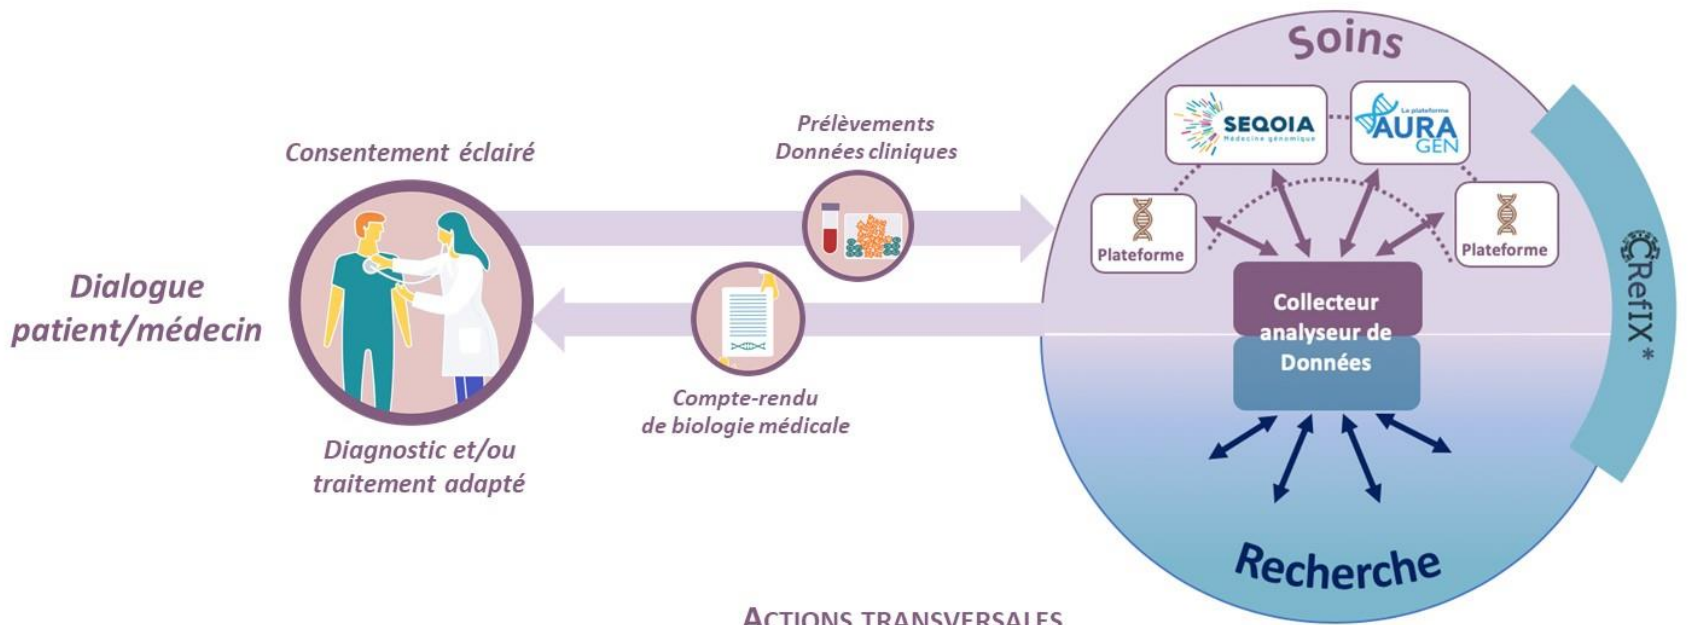 Soins
SEQOIA
Médecine génomique
La plateforme
AURA
GEN
Prélèvements
Données cliniques
Consentement éclairé
Plateforme
Plateforme
CRefIX*
Dialogue
patient/médecin
Collecteur
analyseur de
Données
Compte-rendu
de biologie médicale
Diagnostic et/ou
traitement adapté
Recherche
ACTIONS TRANSVERSALES